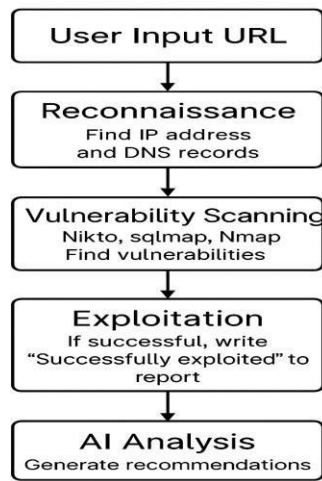 User Input URL
Reconnaissance
Find IP address
and DNS records
Vulnerability Scanning
Nikto, sqlmap, Nmap
Find vulnerabilities
Exploitation
If successful, write
“Successfully exploited” to
report
AI Analysis
Generate recommendations